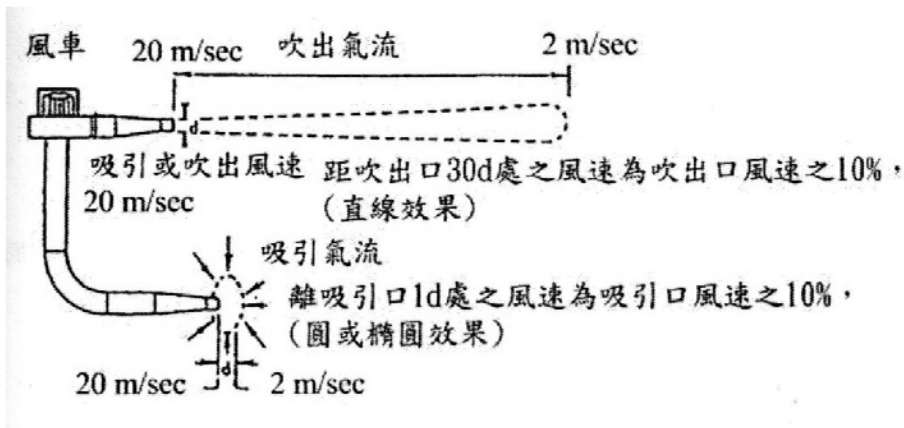 風車
20 m/sec 吹出氣流 2 m/sec
d
吸引或吹出風速
20 m/sec
距吹出口30d處之風速為吹出口風速之10%，
（直線效果）
吸引氣流
離吸引口1d處之風速為吸引口風速之10%，
（圓或橢圓效果）
d
20 m/sec 2 m/sec